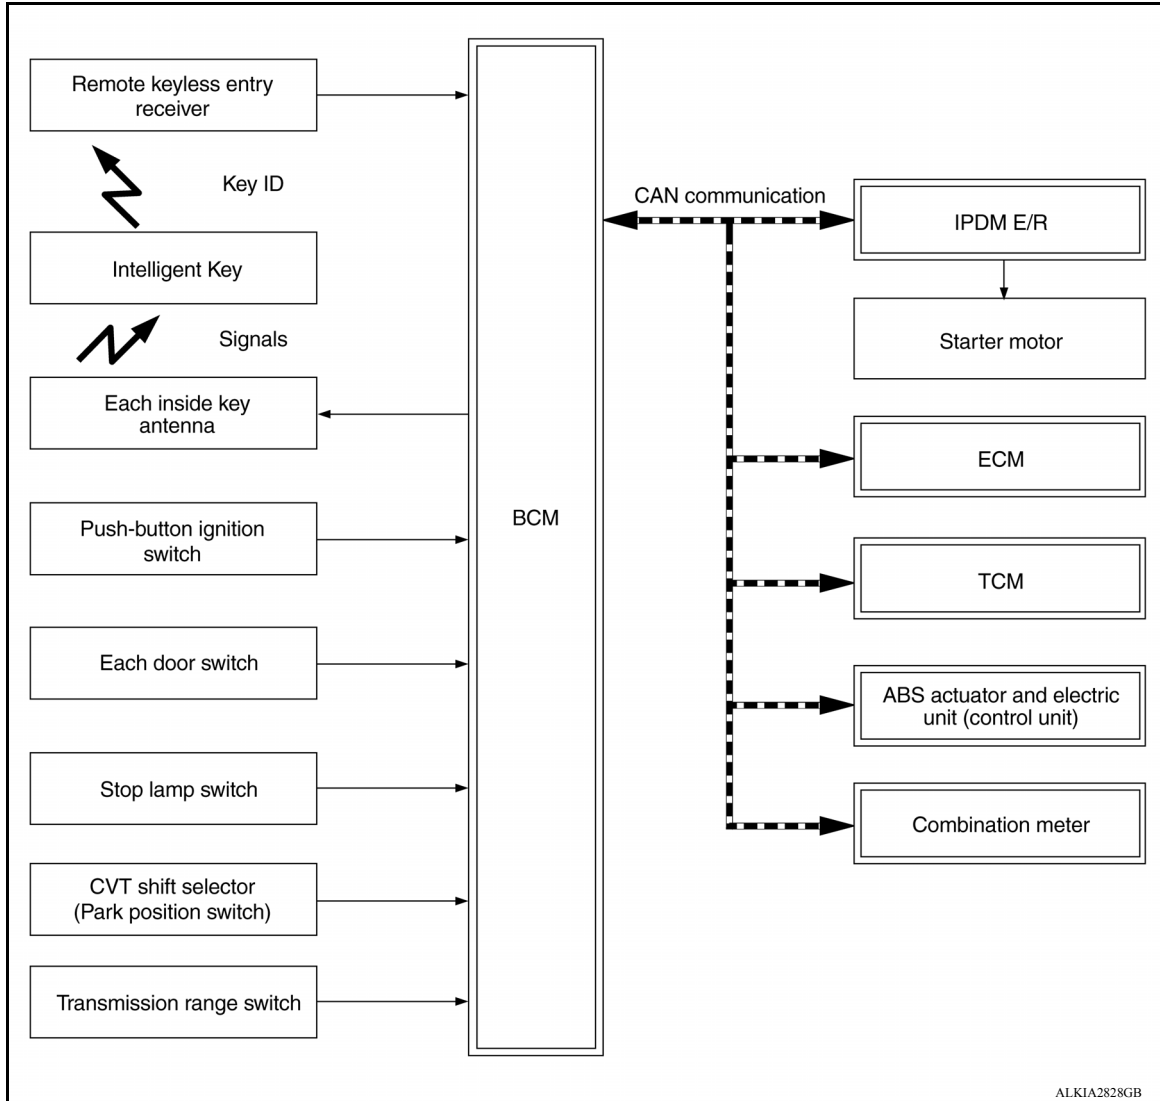 Remote keyless entry
receiver
Key ID
Intelligent Key
Signals
Each inside key
antenna
Push-button ignition
switch
Each door switch
Stop lamp switch
CVT shift selector
(Park position switch)
Transmission range switch
BCM
CAN communication
IPDM E/R
Starter motor
ECM
TCM
ABS actuator and electric
unit (control unit)
Combination meter
ALKIA2828GB